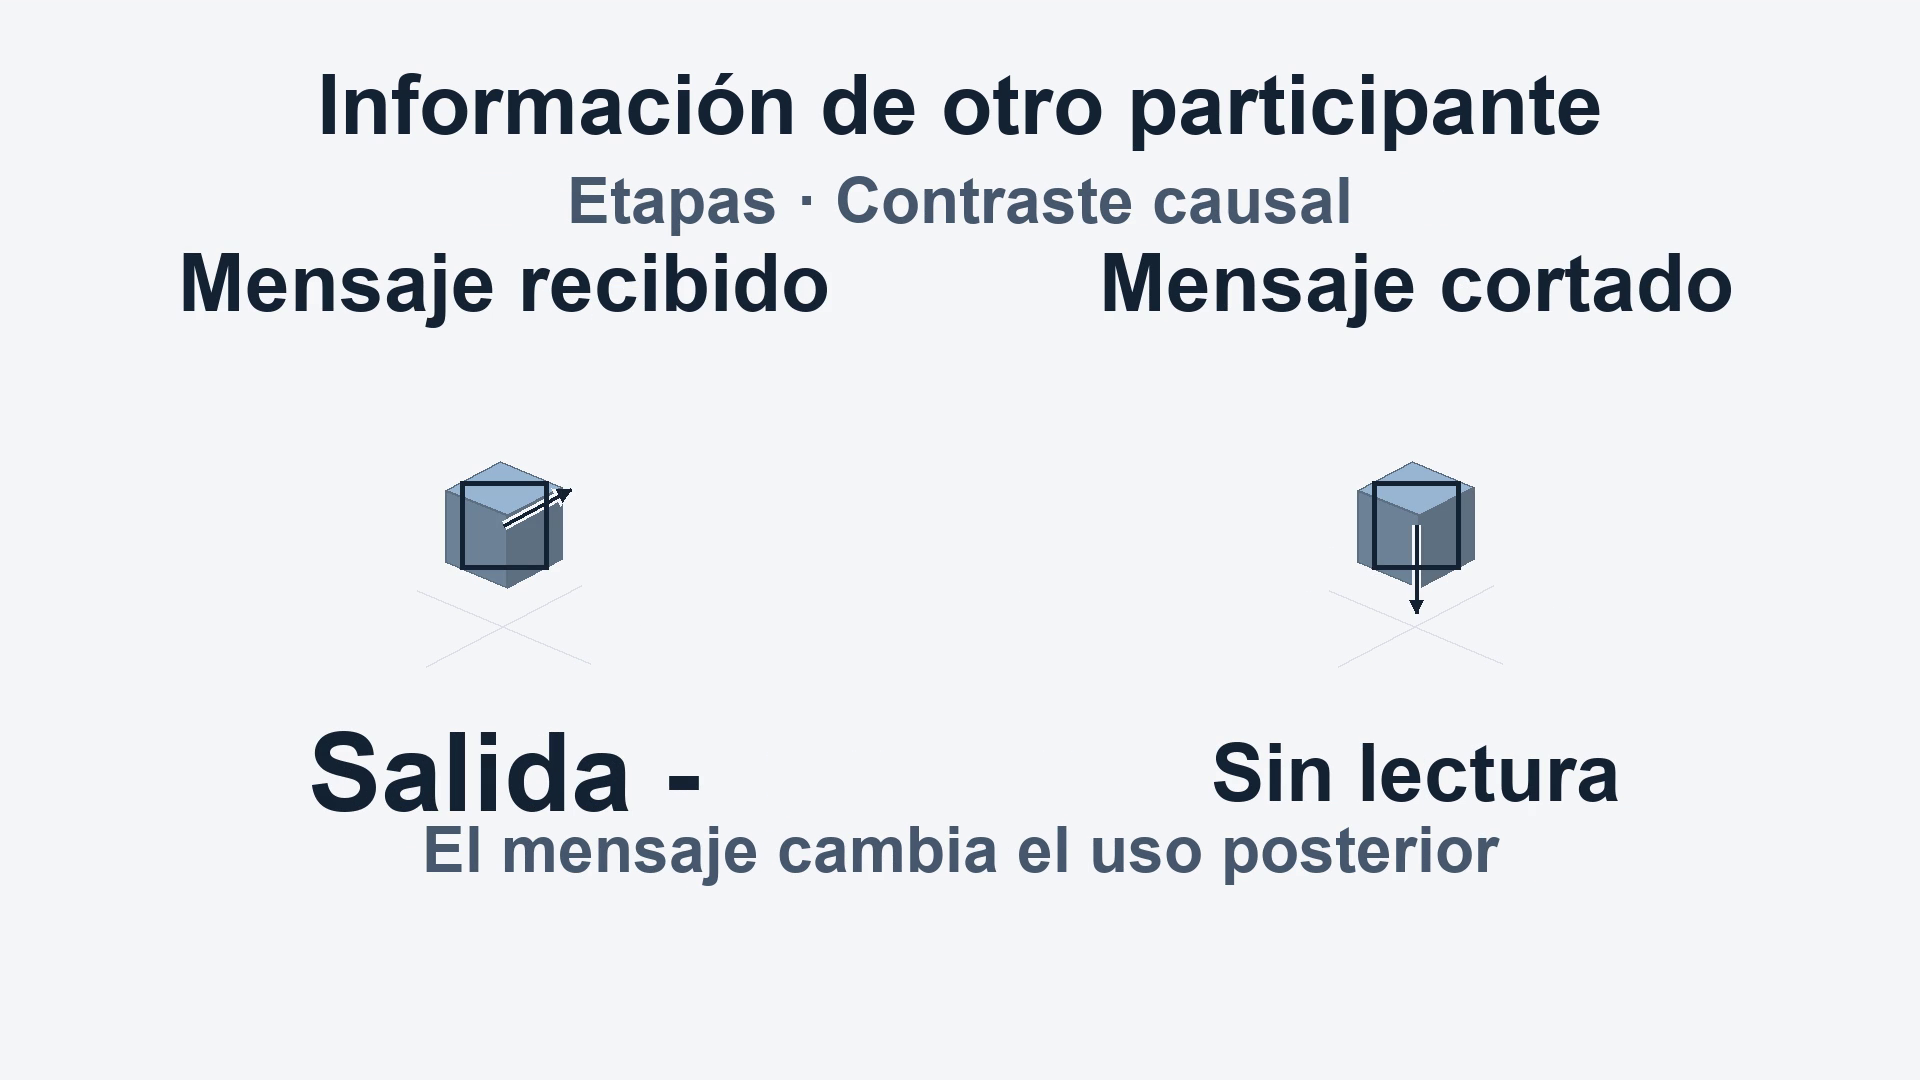 Información de otro participante
Etapas · Contraste causal
Mensaje recibido
Mensaje cortado
Salida -
Sin lectura
El mensaje cambia el uso posterior